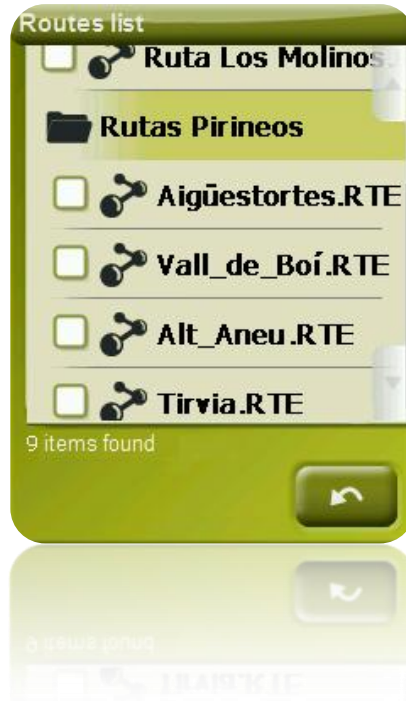 Routes list
Ruta Los Molinos
Rutas Pirineos
Aigüestortes.RTE
Vall_de_Boí.RTE
Alt_Aneu.RTE
Tirvia.RTE
9 items found